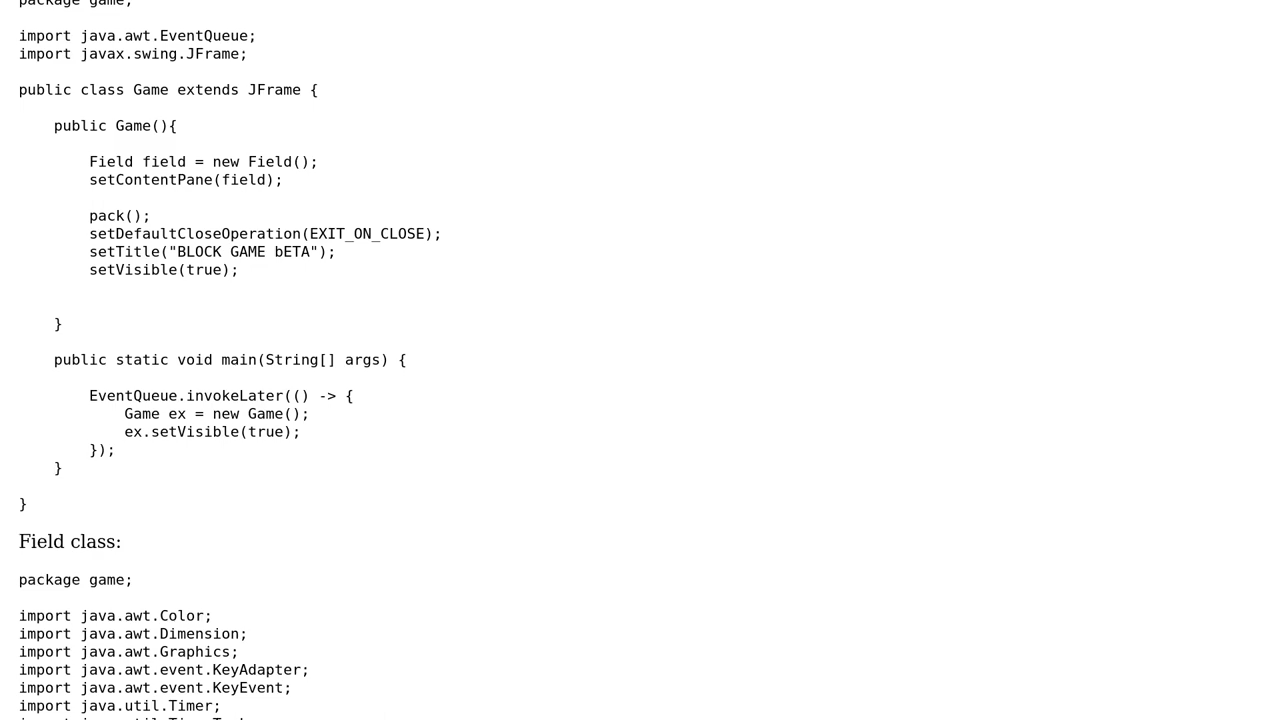 package game;
import java.awt.EventQueue;
import javax.swing.JFrame;
public class Game extends JFrame {
public Game(){
Field field = new Field();
setContentPane(field);
pack();
setDefaultCloseOperation(EXIT_ON_CLOSE);
setTitle("BLOCK GAME bETA");
setVisible(true);
}
public static void main(String[] args) {
EventQueue.invokeLater(() -> {
Game ex = new Game();
ex.setVisible(true);
});
}
}
Field class:
package game;
import java.awt.Color;
import java.awt.Dimension;
import java.awt.Graphics;
import java.awt.event.KeyAdapter;
import java.awt.event.KeyEvent;
import java.util.Timer;